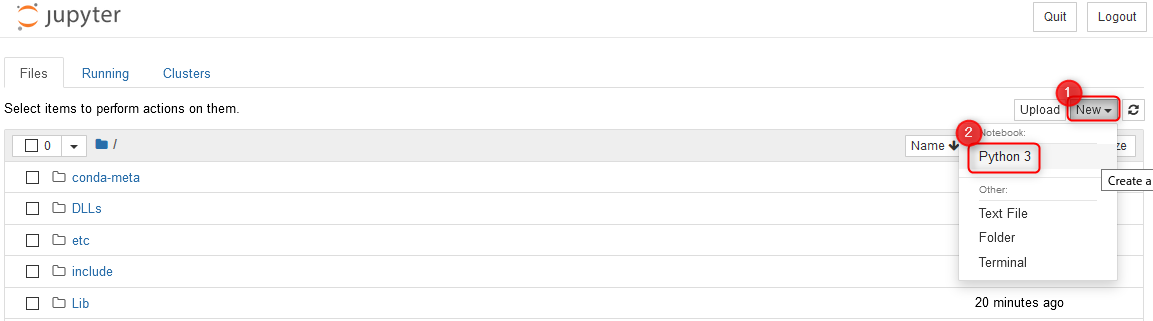 jupyter
Quit Logout
Files Running Clusters
Select items to perform actions on them.
Upload New
1
0 / Name
2
Notebook:
Python 3
Create a
conda-meta
Other:
DLLs
Text File
etc
Folder
include
Terminal
Lib
20 minutes ago